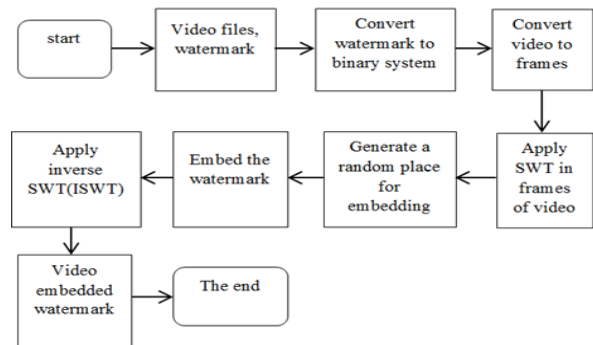 start
Video files,
watermark
Convert
watermark to
binary system
Convert
video to
frames
Apply
SWT in
frames
of video
Generate a
random place
for
embedding
Embed the
watermark
Apply
inverse
SWT(ISWT)
Video
embedded
watermark
The end